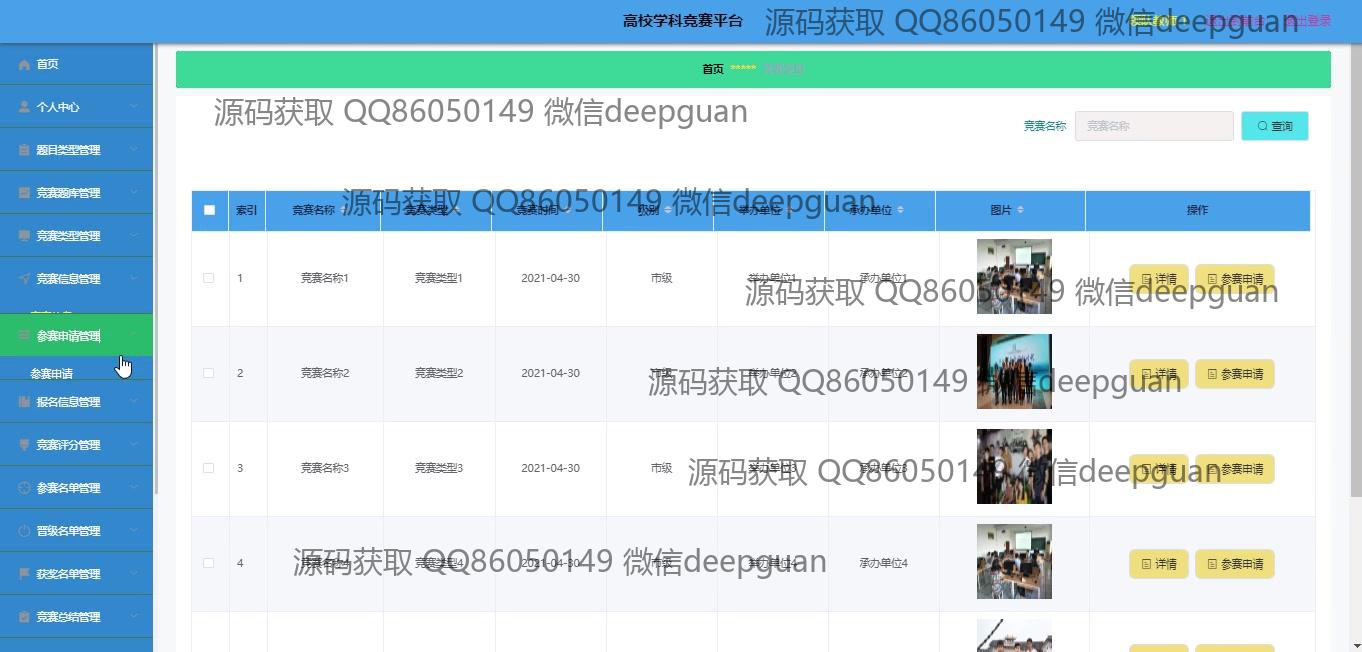 高校学科竞赛平台
源码获取 QQ86050149 微信deepguan
退出登录
首页
个人中心
题目类型管理
竞赛题库管理
竞赛类型管理
竞赛信息管理
参赛申请管理
参赛申请
报名信息管理
竞赛评分管理
参赛名单管理
晋级名单管理
获奖名单管理
竞赛总结管理
首页 *****
源码获取 QQ86050149 微信deepguan
竞赛名称 竞赛名称 查询
源码获取 QQ86050149 微信deepguan
索引 竞赛名称 竞赛类型 竞赛时间 级别 举办单位 承办单位 图片 操作
1 竞赛名称1 竞赛类型1 2021-04-30 市级 举办单位1 承办单位1 详情 参赛申请
源码获取 QQ86050149 微信deepguan
2 竞赛名称2 竞赛类型2 2021-04-30 市级 举办单位2 承办单位2 详情 参赛申请
源码获取 QQ86050149 微信deepguan
3 竞赛名称3 竞赛类型3 2021-04-30 市级 举办单位3 承办单位3 详情 参赛申请
源码获取 QQ86050149 微信deepguan
4 竞赛名称4 竞赛类型4 2021-04-30 市级 举办单位4 承办单位4 详情 参赛申请
源码获取 QQ86050149 微信deepguan